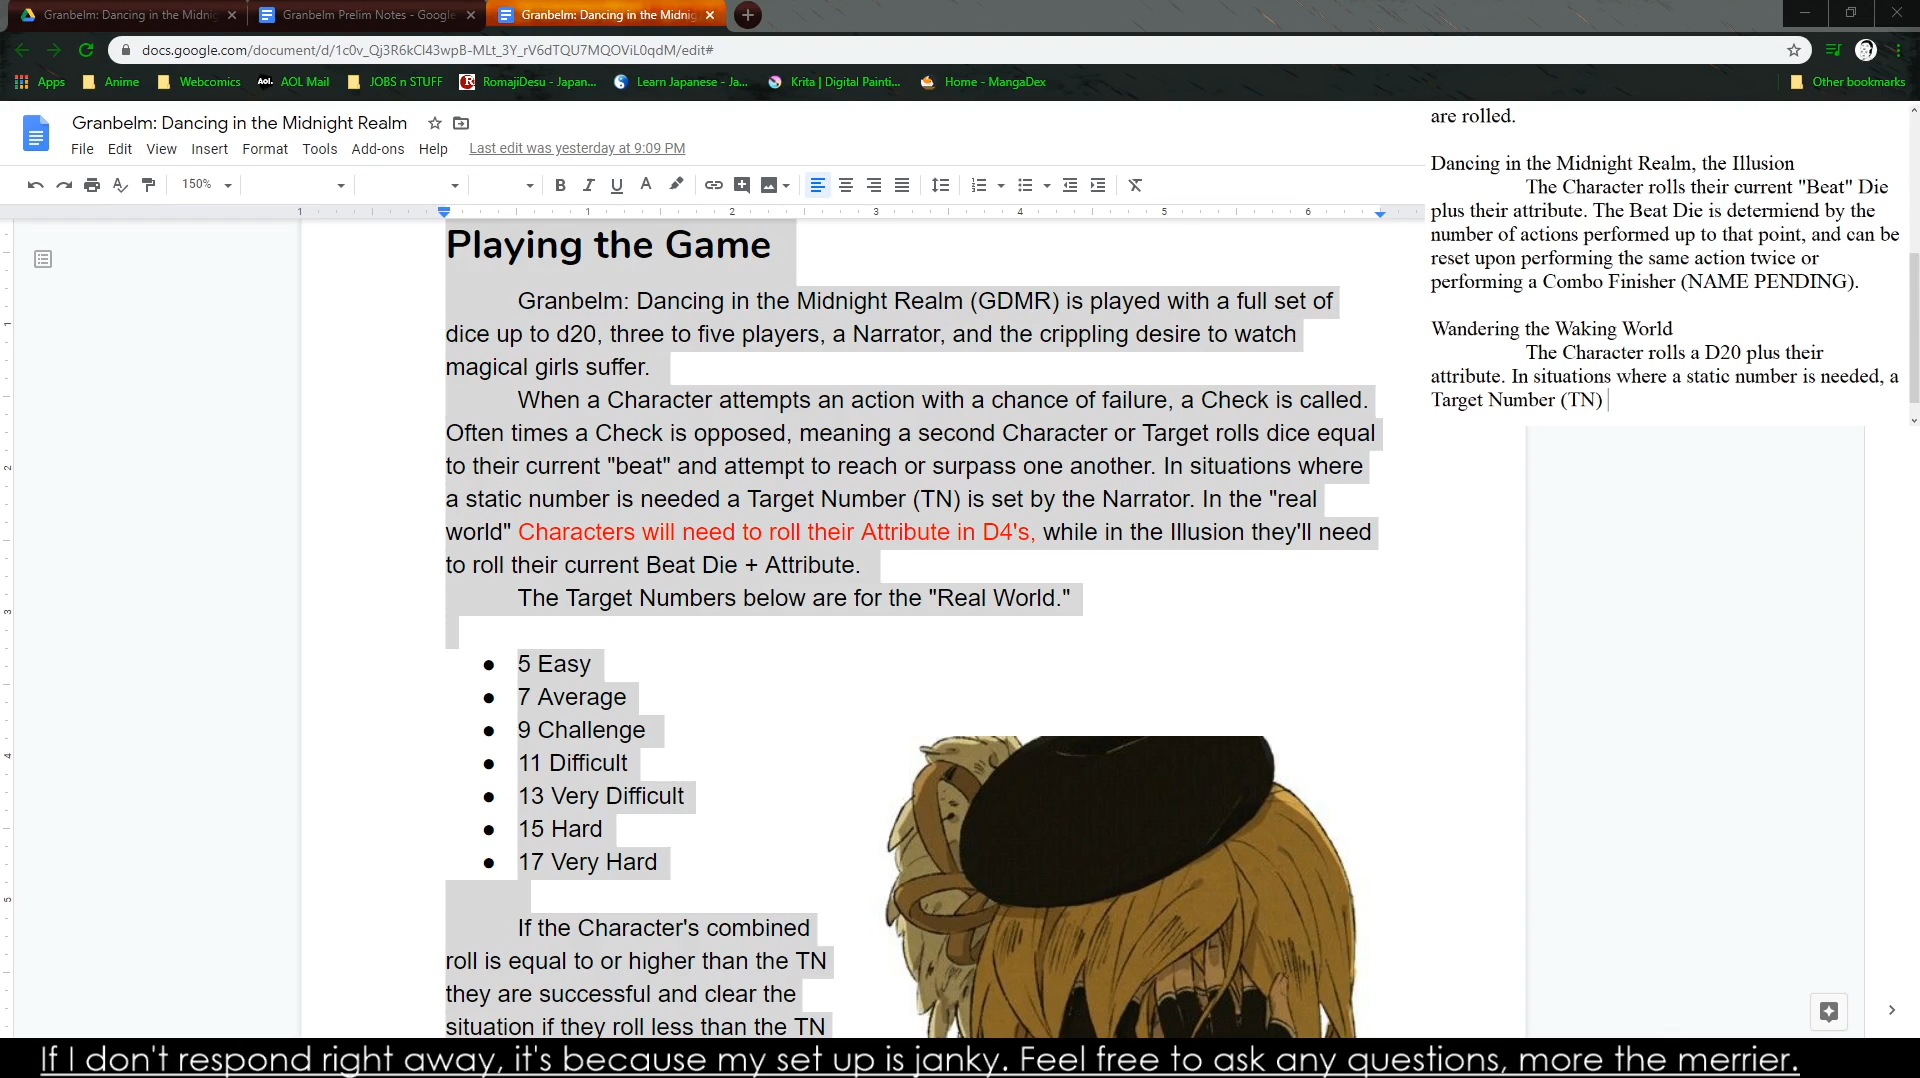 Granbelm: Dancing in the Midnig
Granbelm Prelim Notes - Google
Granbelm: Dancing in the Midnig
docs.google.com/document/d/1c0v_Qj3R6kCl43wpB-MLt_3Y_rV6dTQU7MQOViL0qdM/edit#
Apps Anime Webcomics AOL Mail JOBS n STUFF RomajiDesu - Japan... Learn Japanese - Ja... Krita | Digital Painti... Home - MangaDex Other bookmarks
Granbelm: Dancing in the Midnight Realm
File Edit View Insert Format Tools Add-ons Help Last edit was yesterday at 9:09 PM
150%
1 1 2 3 4 5 6
Playing the Game
Granbelm: Dancing in the Midnight Realm (GDMR) is played with a full set of
dice up to d20, three to five players, a Narrator, and the crippling desire to watch
magical girls suffer.
When a Character attempts an action with a chance of failure, a Check is called.
Often times a Check is opposed, meaning a second Character or Target rolls dice equal
to their current "beat" and attempt to reach or surpass one another. In situations where
a static number is needed a Target Number (TN) is set by the Narrator. In the "real
world" Characters will need to roll their Attribute in D4's, while in the Illusion they'll need
to roll their current Beat Die + Attribute.
The Target Numbers below are for the "Real World."
● 5 Easy
● 7 Average
● 9 Challenge
● 11 Difficult
● 13 Very Difficult
● 15 Hard
● 17 Very Hard
If the Character's combined
roll is equal to or higher than the TN
they are successful and clear the
situation if they roll less than the TN
are rolled.
Dancing in the Midnight Realm, the Illusion
The Character rolls their current "Beat" Die
plus their attribute. The Beat Die is determiend by the
number of actions performed up to that point, and can be
reset upon performing the same action twice or
performing a Combo Finisher (NAME PENDING).
Wandering the Waking World
The Character rolls a D20 plus their
attribute. In situations where a static number is needed, a
Target Number (TN)
If I don't respond right away, it's because my set up is janky. Feel free to ask any questions, more the merrier.